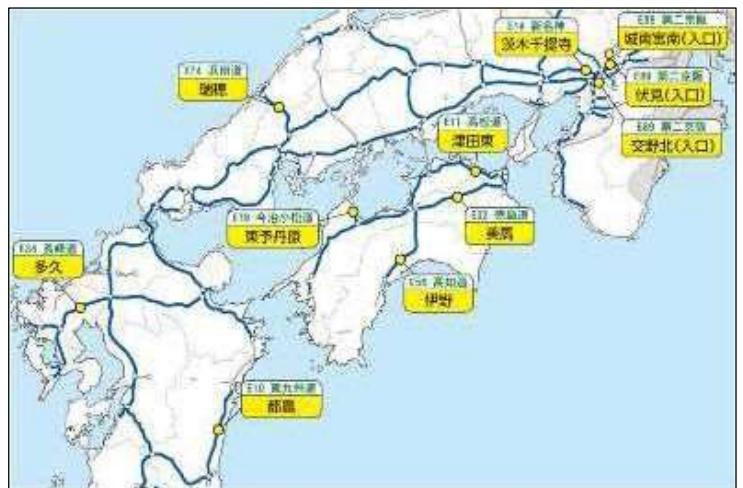 E1A 新名神
茨木千提寺
E89 第二京阪
城南宮南(入口)
E89 第二京阪
伏見(入口)
E89 第二京阪
交野北(入口)
E74 浜田道
瑞穂
E11 高松道
津田東
E76 今治小松道
東予丹原
E32 徳島道
美馬
E56 高知道
伊野
E34 長崎道
多久
E10 東九州道
都農